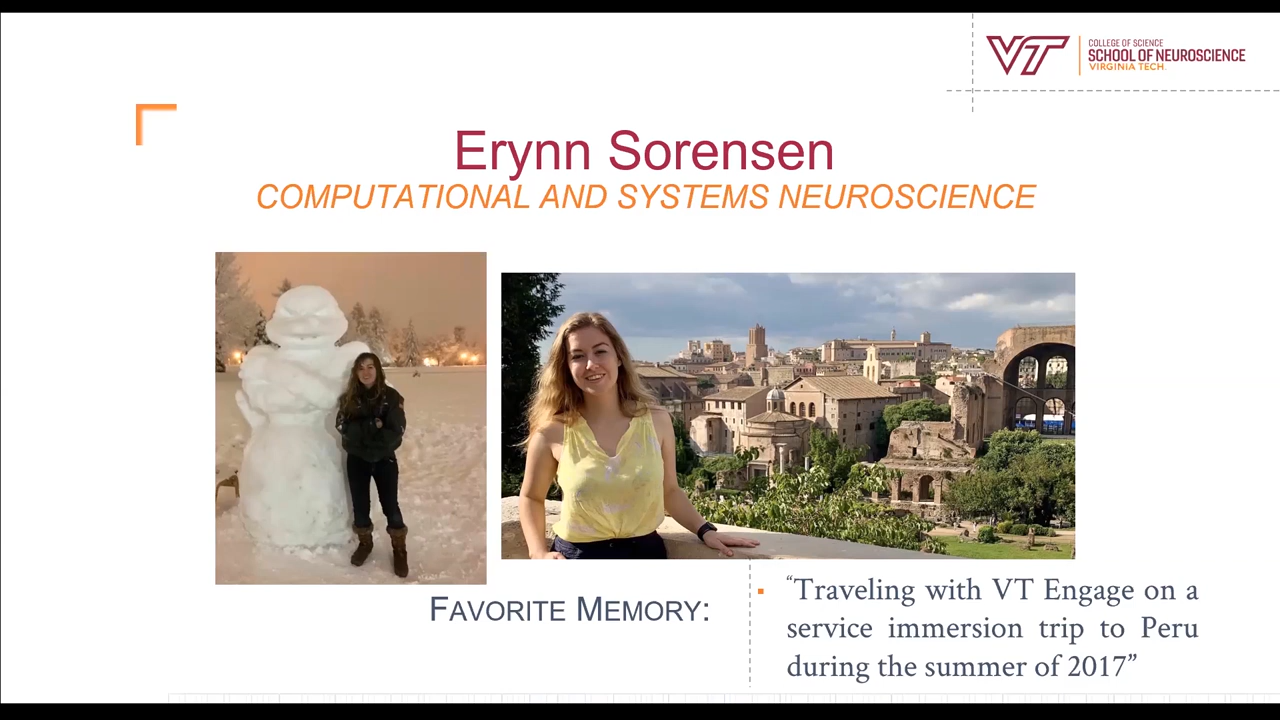 COLLEGE OF SCIENCE
VT SCHOOL OF NEUROSCIENCE
VIRGINIA TECH.
Erynn Sorensen
COMPUTATIONAL AND SYSTEMS NEUROSCIENCE
FAVORITE MEMORY:
▪ “Traveling with VT Engage on a
service immersion trip to Peru
during the summer of 2017”